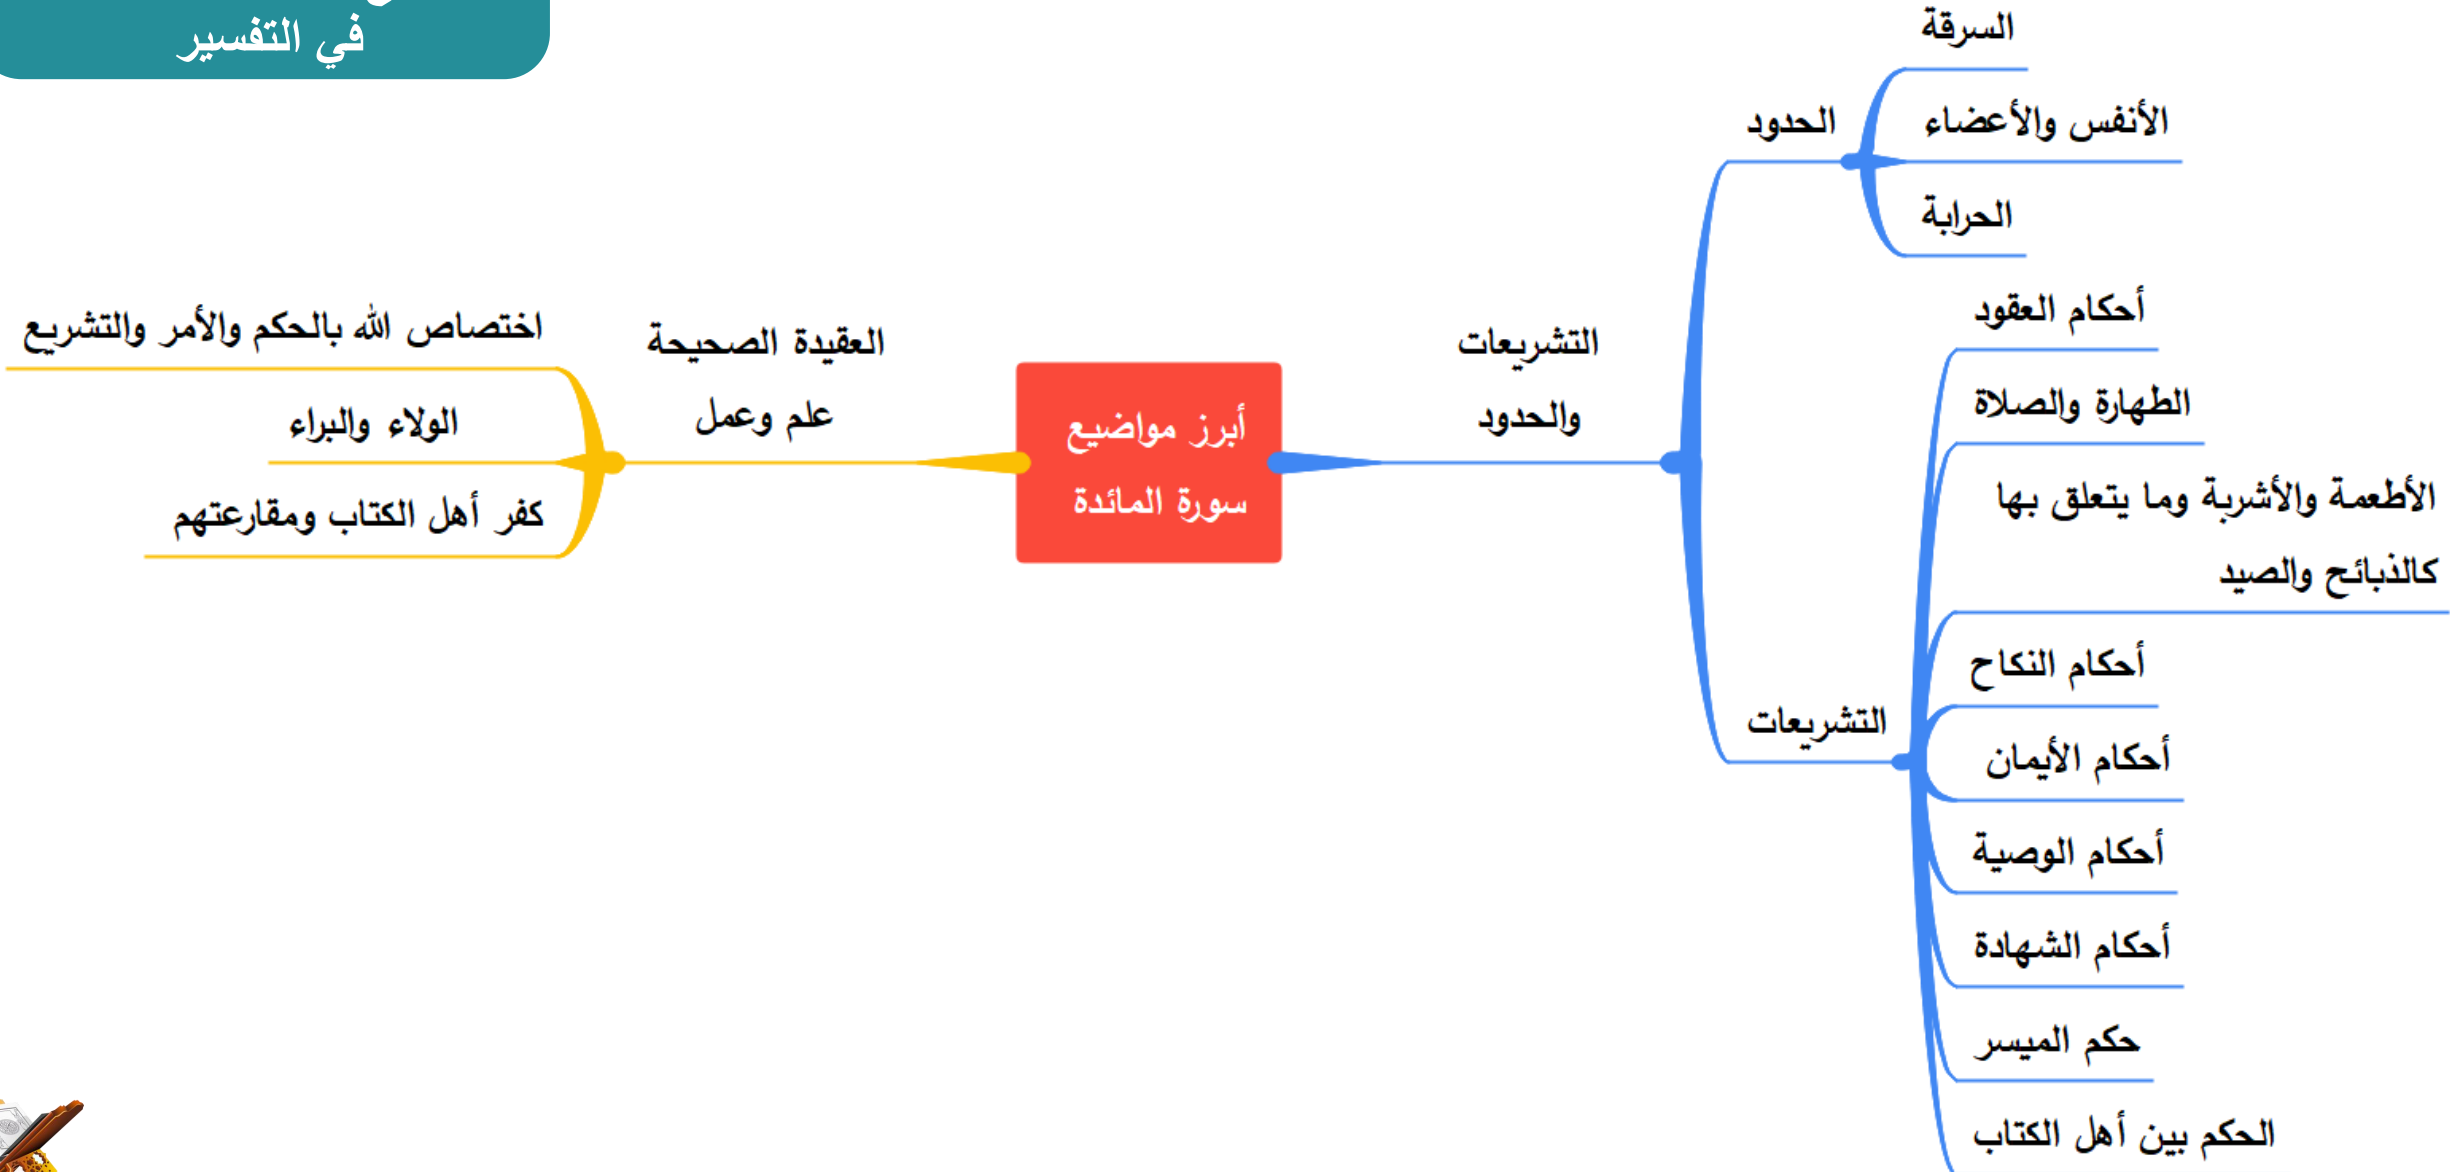 في التفسير
أبرز مواضيع
سورة المائدة
التشريعات
والحدود
الحدود
السرقة
الأنفس والأعضاء
الحرابة
التشريعات
أحكام العقود
الطهارة والصلاة
الأطعمة والأشربة وما يتعلق بها
كالذبائح والصيد
أحكام النكاح
أحكام الأيمان
أحكام الوصية
أحكام الشهادة
حكم الميسر
الحكم بين أهل الكتاب
العقيدة الصحيحة
علم وعمل
اختصاص الله بالحكم والأمر والتشريع
الولاء والبراء
كفر أهل الكتاب ومقارعتهم